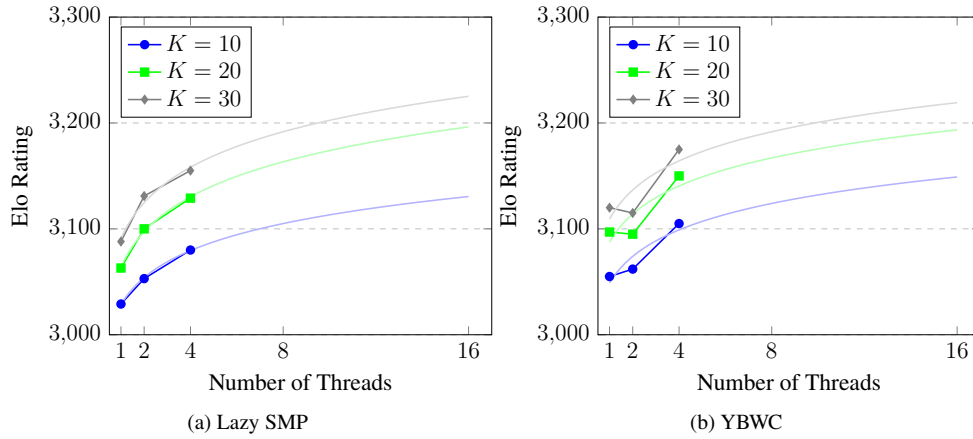 3,300
3,200
3,100
3,000
Elo Rating
K = 10
K = 20
K = 30
1 2 4 8 16
Number of Threads
(a) Lazy SMP
3,300
3,200
3,100
3,000
Elo Rating
K = 10
K = 20
K = 30
1 2 4 8 16
Number of Threads
(b) YBWC